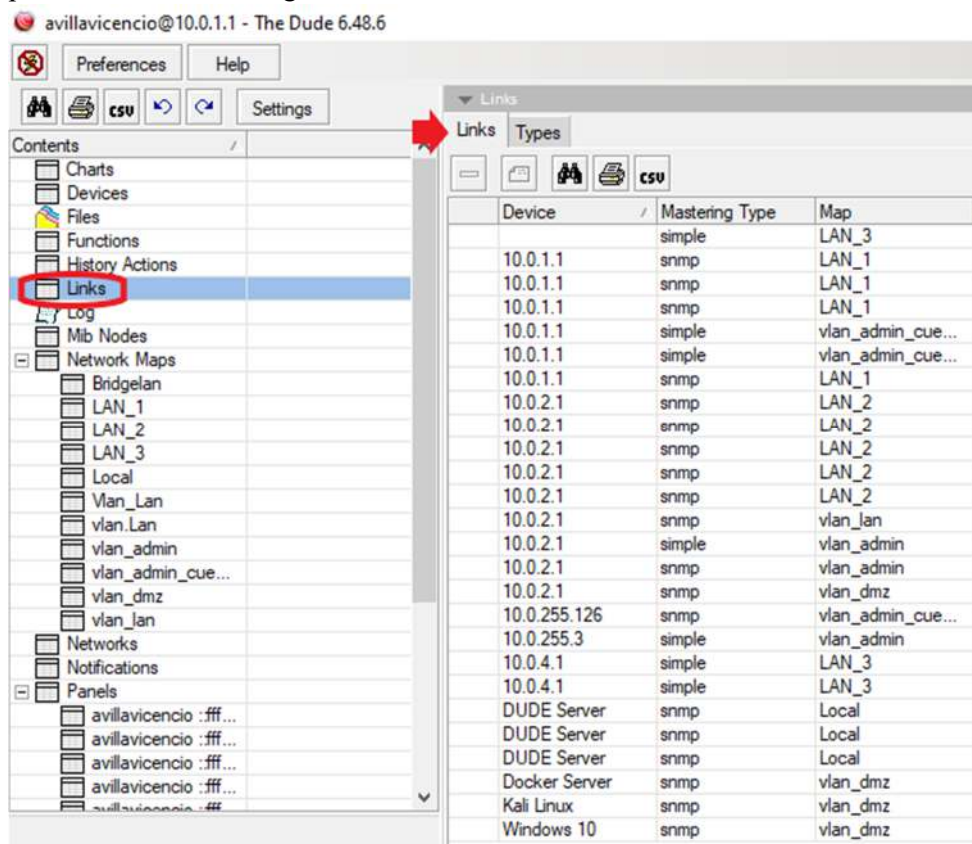 avillavicencio@10.0.1.1 - The Dude 6.48.6
Preferences Help
csv Settings
Contents
Charts
Devices
Files
Functions
History Actions
Links
Log
Mib Nodes
Network Maps
Bridgelan
LAN_1
LAN_2
LAN_3
Local
Vlan_Lan
vlan.Lan
vlan_admin
vlan_admin_cue...
vlan_dmz
vlan_lan
Networks
Notifications
Panels
avillavicencio :fff...
avillavicencio :fff...
avillavicencio :fff...
avillavicencio :fff...
Links
Links Types
csv
Device Mastering Type Map
simple LAN_3
10.0.1.1 snmp LAN_1
10.0.1.1 snmp LAN_1
10.0.1.1 snmp LAN_1
10.0.1.1 simple vlan_admin_cue...
10.0.1.1 simple vlan_admin_cue...
10.0.1.1 snmp LAN_1
10.0.2.1 snmp LAN_2
10.0.2.1 snmp LAN_2
10.0.2.1 snmp LAN_2
10.0.2.1 snmp LAN_2
10.0.2.1 snmp LAN_2
10.0.2.1 snmp vlan_lan
10.0.2.1 simple vlan_admin
10.0.2.1 snmp vlan_admin
10.0.2.1 snmp vlan_dmz
10.0.255.126 snmp vlan_admin_cue...
10.0.255.3 simple vlan_admin
10.0.4.1 simple LAN_3
10.0.4.1 simple LAN_3
DUDE Server snmp Local
DUDE Server snmp Local
DUDE Server snmp Local
Docker Server snmp vlan_dmz
Kali Linux snmp vlan_dmz
Windows 10 snmp vlan_dmz